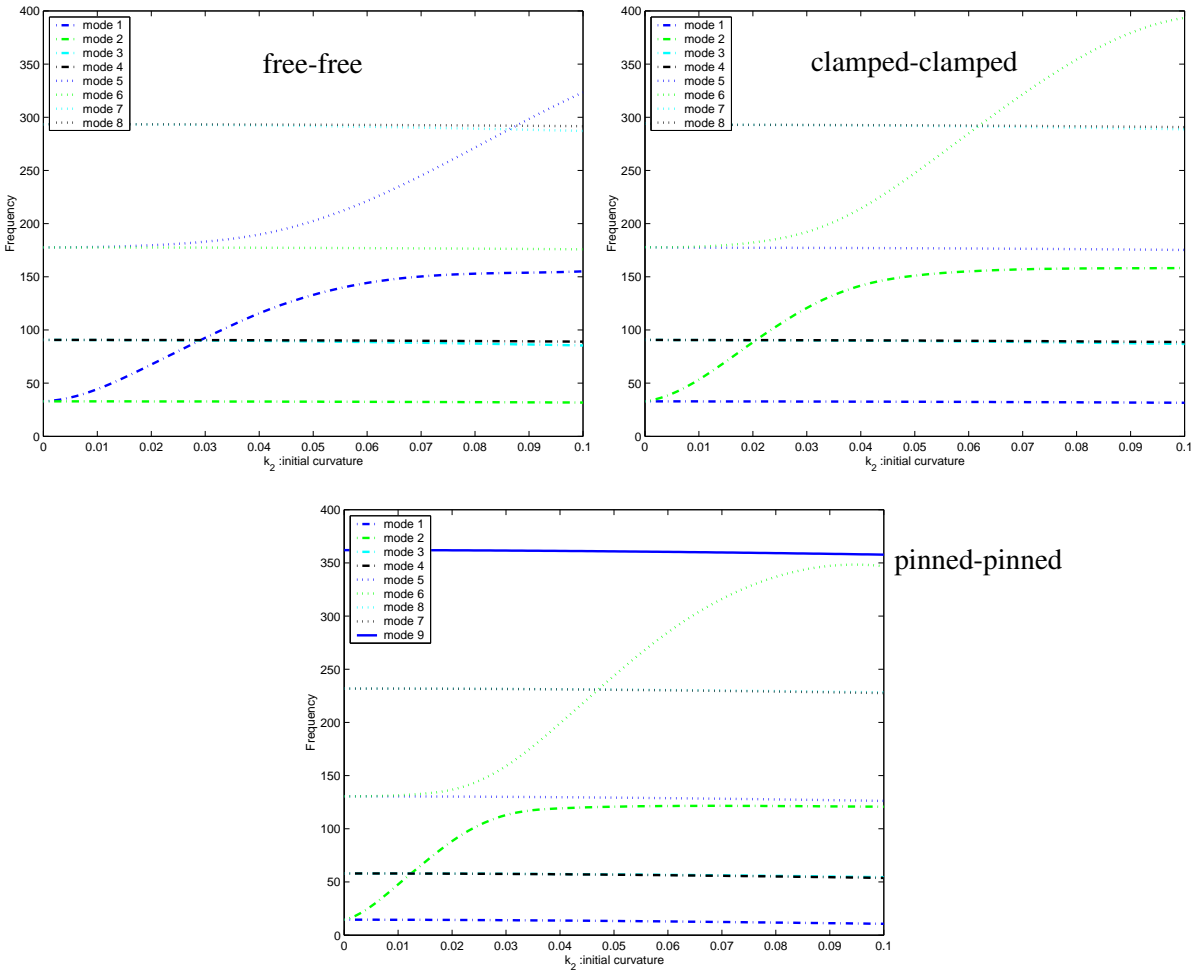 400
350
300
250
200
150
100
50
0
Frequency
mode 1
mode 2
mode 3
mode 4
mode 5
mode 6
mode 7
mode 8
free-free
0 0.01 0.02 0.03 0.04 0.05 0.06 0.07 0.08 0.09 0.1
k2 :initial curvature
400
350
300
250
200
150
100
50
0
Frequency
mode 1
mode 2
mode 3
mode 4
mode 5
mode 6
mode 7
mode 8
clamped-clamped
0 0.01 0.02 0.03 0.04 0.05 0.06 0.07 0.08 0.09 0.1
k2 :initial curvature
400
350
300
250
200
150
100
50
0
Frequency
mode 1
mode 2
mode 3
mode 4
mode 5
mode 6
mode 8
mode 7
mode 9
pinned-pinned
0 0.01 0.02 0.03 0.04 0.05 0.06 0.07 0.08 0.09 0.1
k2 :initial curvature